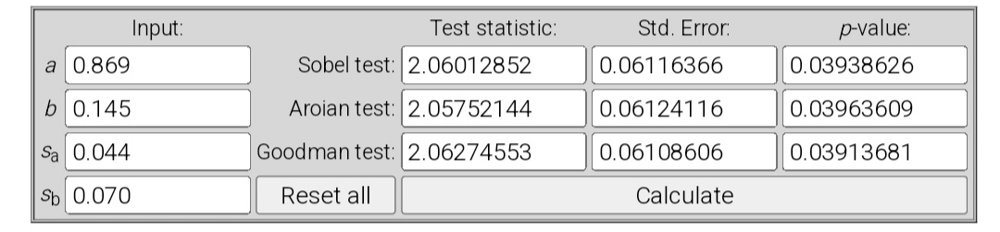 Input: Test statistic: Std. Error: p-value:
a 0.869 Sobel test: 2.06012852 0.06116366 0.03938626
b 0.145 Aroian test: 2.05752144 0.06124116 0.03963609
sa 0.044 Goodman test: 2.06274553 0.06108606 0.03913681
sb 0.070 Reset all Calculate